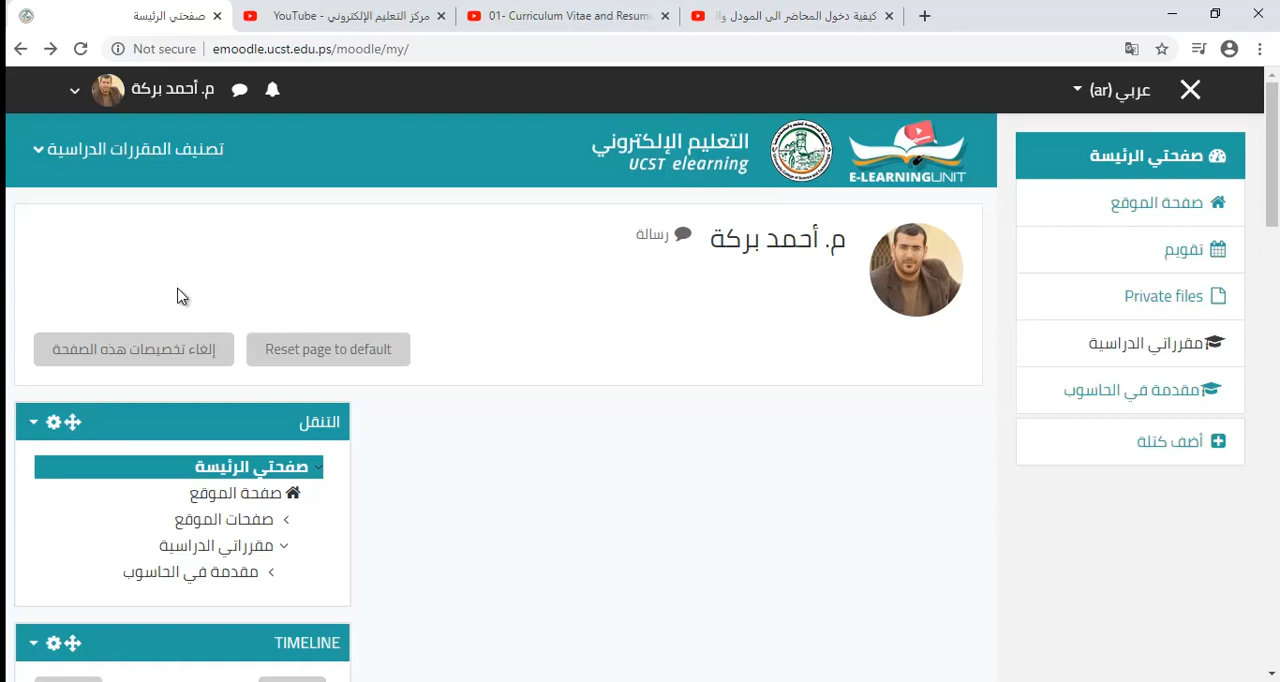 صفحتي الرئيسة
مركز التعليم الإلكتروني - YouTube
01- Curriculum Vitae and Resume
كيفية دخول المحاضر الى المودل وال
Not secure
emoodle.ucst.edu.ps/moodle/my/
عربي (ar)
م. أحمد بركة
E-LEARNINGUNIT
التعليم الإلكتروني
UCST elearning
تصنيف المقررات الدراسية
صفحتي الرئيسة
صفحة الموقع
تقويم
Private files
مقرراتي الدراسية
مقدمة في الحاسوب
أضف كتلة
م. أحمد بركة
رسالة
Reset page to default
إلغاء تخصيصات هذه الصفحة
التنقل
صفحتي الرئيسة
صفحة الموقع
صفحات الموقع
مقرراتي الدراسية
مقدمة في الحاسوب
TIMELINE